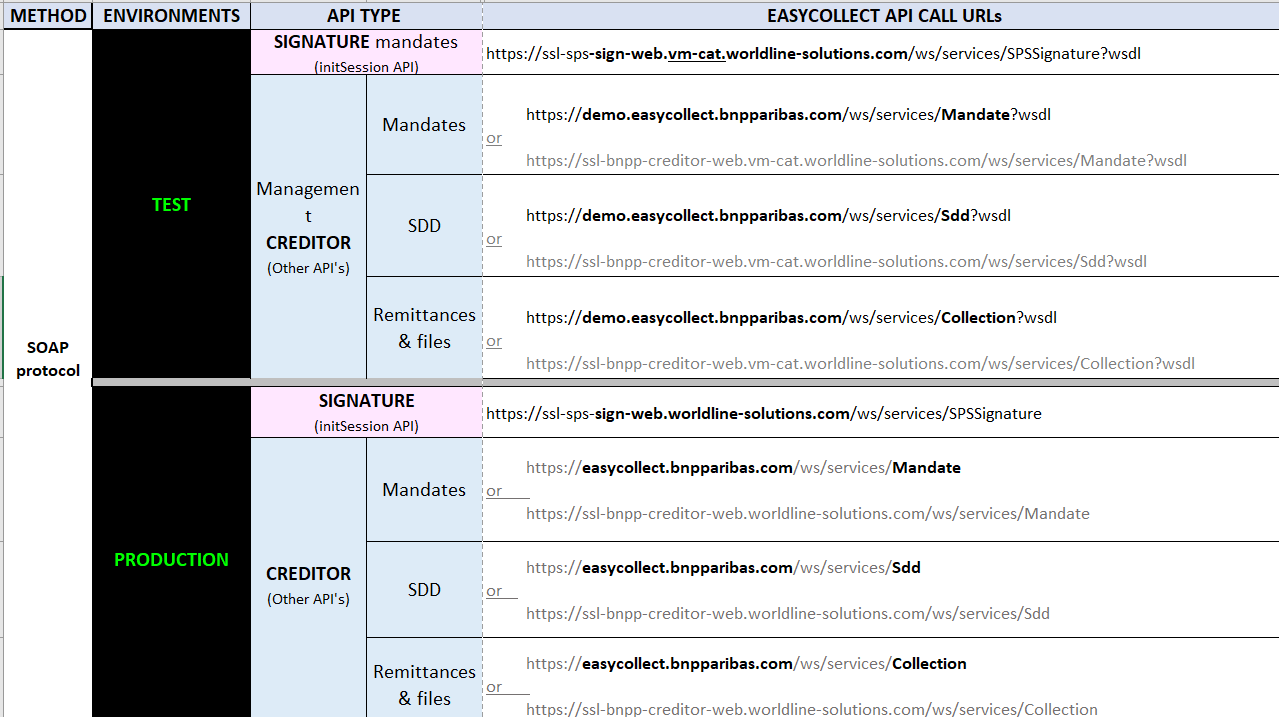 METHOD ENVIRONMENTS API TYPE EASYCOLLECT API CALL URLs
SOAP
protocol
TEST
SIGNATURE mandates
(initSession API)
https://ssl-sps-sign-web.vm-cat.worldline-solutions.com/ws/services/SPSSignature?wsdl
Managemen
t
CREDITOR
(Other API's)
Mandates
https://demo.easycollect.bnpparibas.com/ws/services/Mandate?wsdl
or
https://ssl-bnpp-creditor-web.vm-cat.worldline-solutions.com/ws/services/Mandate?wsdl
SDD
https://demo.easycollect.bnpparibas.com/ws/services/Sdd?wsdl
or
https://ssl-bnpp-creditor-web.vm-cat.worldline-solutions.com/ws/services/Sdd?wsdl
Remittances
& files
https://demo.easycollect.bnpparibas.com/ws/services/Collection?wsdl
or
https://ssl-bnpp-creditor-web.vm-cat.worldline-solutions.com/ws/services/Collection?wsdl
PRODUCTION
SIGNATURE
(initSession API)
https://ssl-sps-sign-web.worldline-solutions.com/ws/services/SPSSignature
CREDITOR
(Other API's)
Mandates
https://easycollect.bnpparibas.com/ws/services/Mandate
or
https://ssl-bnpp-creditor-web.worldline-solutions.com/ws/services/Mandate
SDD
https://easycollect.bnpparibas.com/ws/services/Sdd
or
https://ssl-bnpp-creditor-web.worldline-solutions.com/ws/services/Sdd
Remittances
& files
https://easycollect.bnpparibas.com/ws/services/Collection
or
https://ssl-bnpp-creditor-web.worldline-solutions.com/ws/services/Collection